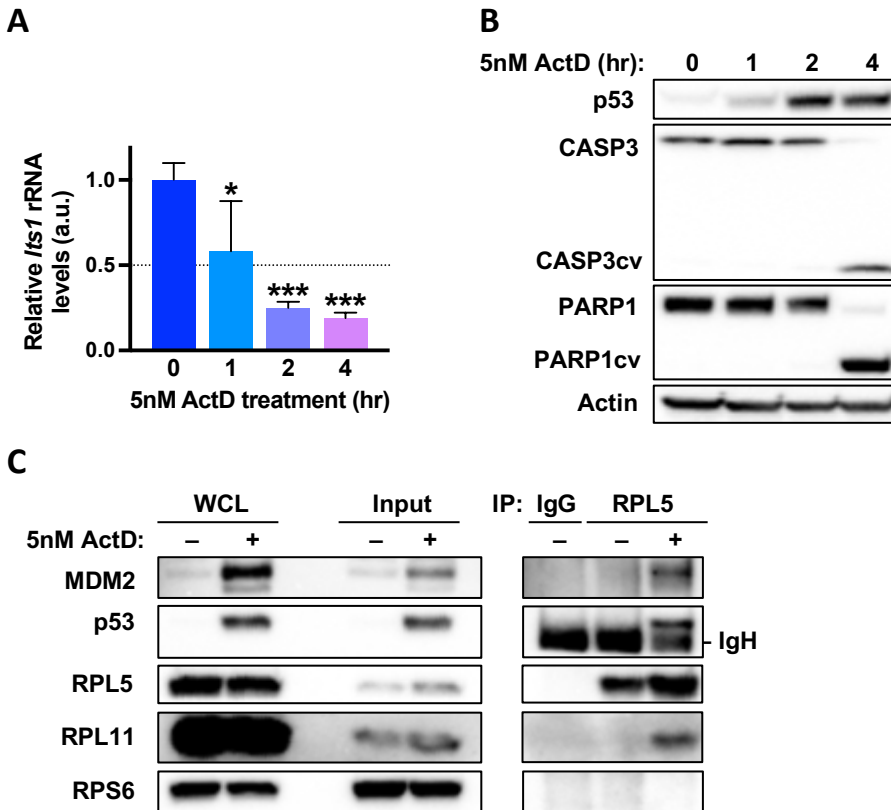 A
Relative Its1 rRNA
levels (a.u.)
1.0
0.5
0.0
*
***
***
0 1 2 4
5nM ActD treatment (hr)
B
5nM ActD (hr): 0 1 2 4
p53
CASP3
CASP3cv
PARP1
PARP1cv
Actin
C
WCL Input IP: IgG RPL5
5nM ActD: – + – + – – +
MDM2
p53
- IgH
RPL5
RPL11
RPS6